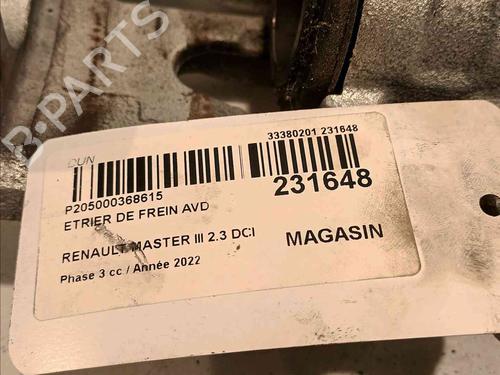 B-PARTS
DUN
33380201 231648
P205000368615
231648
ETRIER DE FREIN AVD
RENAULT MASTER III 2.3 DCI
MAGASIN
Phase 3 cc / Année 2022